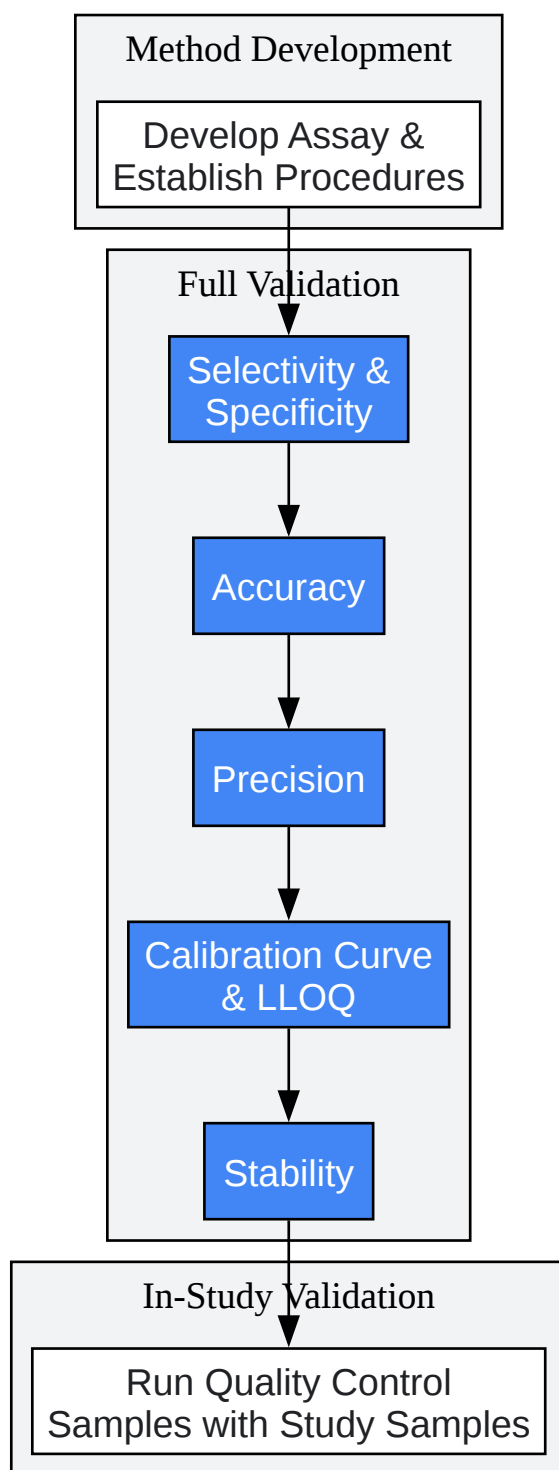 Method Development
Develop Assay &
Establish Procedures
Full Validation
Selectivity &
Specificity
Accuracy
Precision
Calibration Curve
& LLOQ
Stability
In-Study Validation
Run Quality Control
Samples with Study Samples